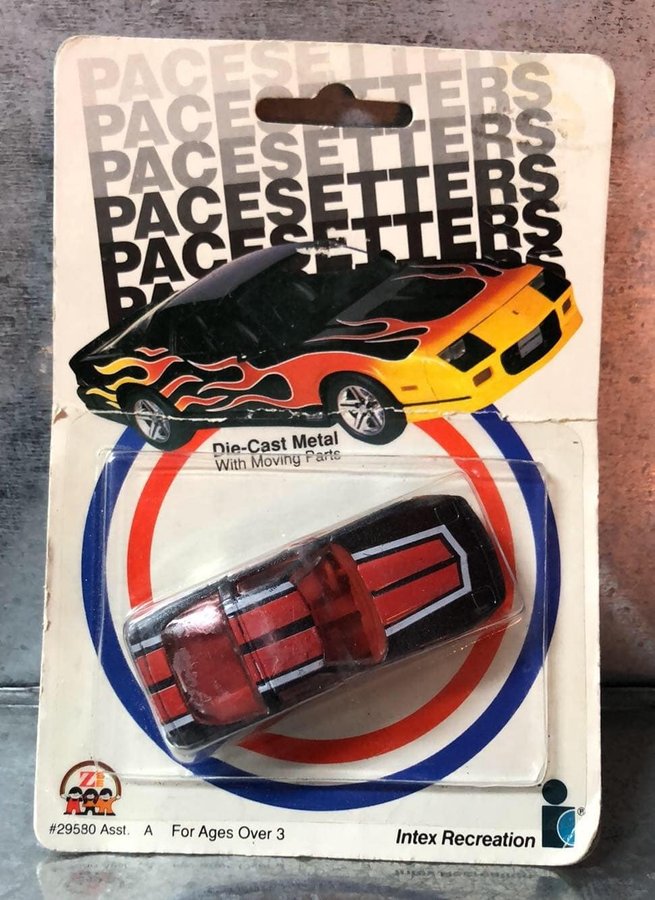 PACESETTERS
PACESETTERS
PACESETTERS
PACESETTERS
PACESETTERS
Die-Cast Metal
With Moving Parts
Z
#29580 Asst. A For Ages Over 3
Intex Recreation ®